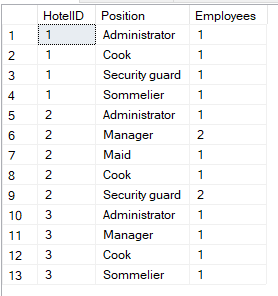 HotelID Position Employees
1 1 Administrator 1
2 1 Cook 1
3 1 Security guard 1
4 1 Sommelier 1
5 2 Administrator 1
6 2 Manager 2
7 2 Maid 1
8 2 Cook 1
9 2 Security guard 2
10 3 Administrator 1
11 3 Manager 1
12 3 Cook 1
13 3 Sommelier 1